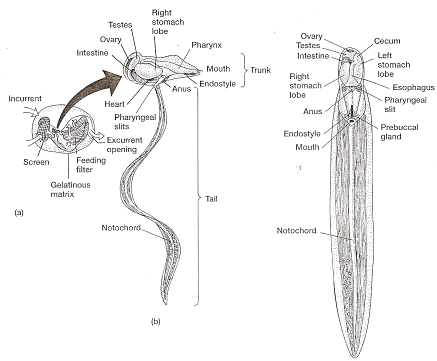 Testes
Right
stomach
lobe
Ovary
Intestine
Pharynx
Mouth
Trunk
Endostyle
Anus
Heart
Pharyngeal
slits
Incurrent
Excurrent
opening
Screen
Feeding
filter
Gelatinous
matrix
(a)
Tail
Notochord
(b)
Ovary
Testes
Intestine
Cecum
Left
stomach
lobe
Right
stomach
lobe
Esophagus
Pharyngeal
slit
Anus
Prebuccal
gland
Endostyle
Mouth
Notochord